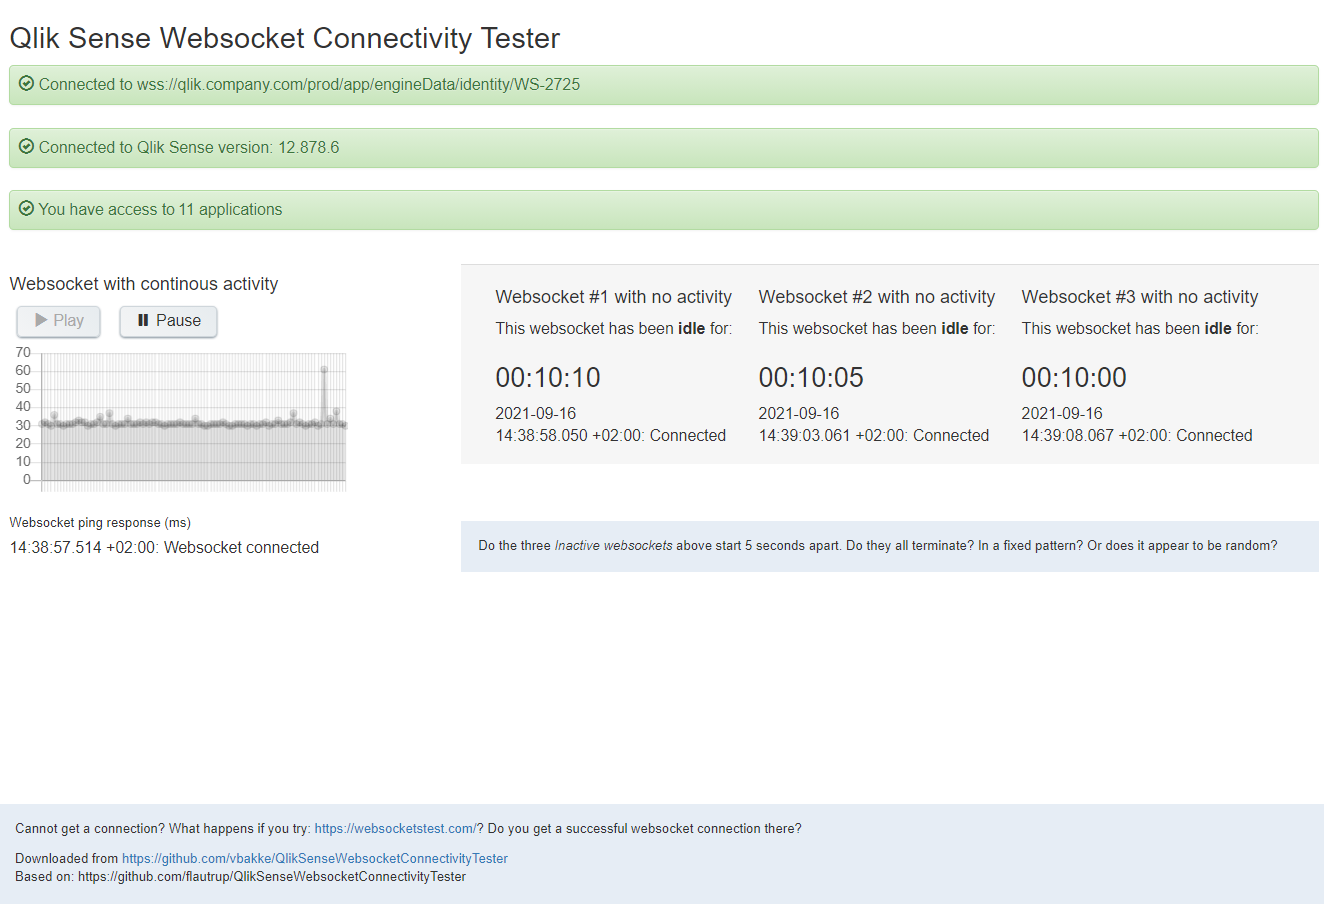 Qlik Sense Websocket Connectivity Tester
Connected to wss://qlik.company.com/prod/app/engineData/identity/WS-2725
Connected to Qlik Sense version: 12.878.6
You have access to 11 applications
Websocket with continous activity
Play
Pause
70
60
50
40
30
20
10
0
Websocket ping response (ms)
14:38:57.514 +02:00: Websocket connected
Websocket #1 with no activity
This websocket has been idle for:
00:10:10
2021-09-16
14:38:58.050 +02:00: Connected
Websocket #2 with no activity
This websocket has been idle for:
00:10:05
2021-09-16
14:39:03.061 +02:00: Connected
Websocket #3 with no activity
This websocket has been idle for:
00:10:00
2021-09-16
14:39:08.067 +02:00: Connected
Do the three Inactive websockets above start 5 seconds apart. Do they all terminate? In a fixed pattern? Or does it appear to be random?
Cannot get a connection? What happens if you try: https://websocketstest.com/? Do you get a successful websocket connection there?
Downloaded from https://github.com/vbakke/QlikSenseWebsocketConnectivityTester
Based on: https://github.com/flautrup/QlikSenseWebsocketConnectivityTester